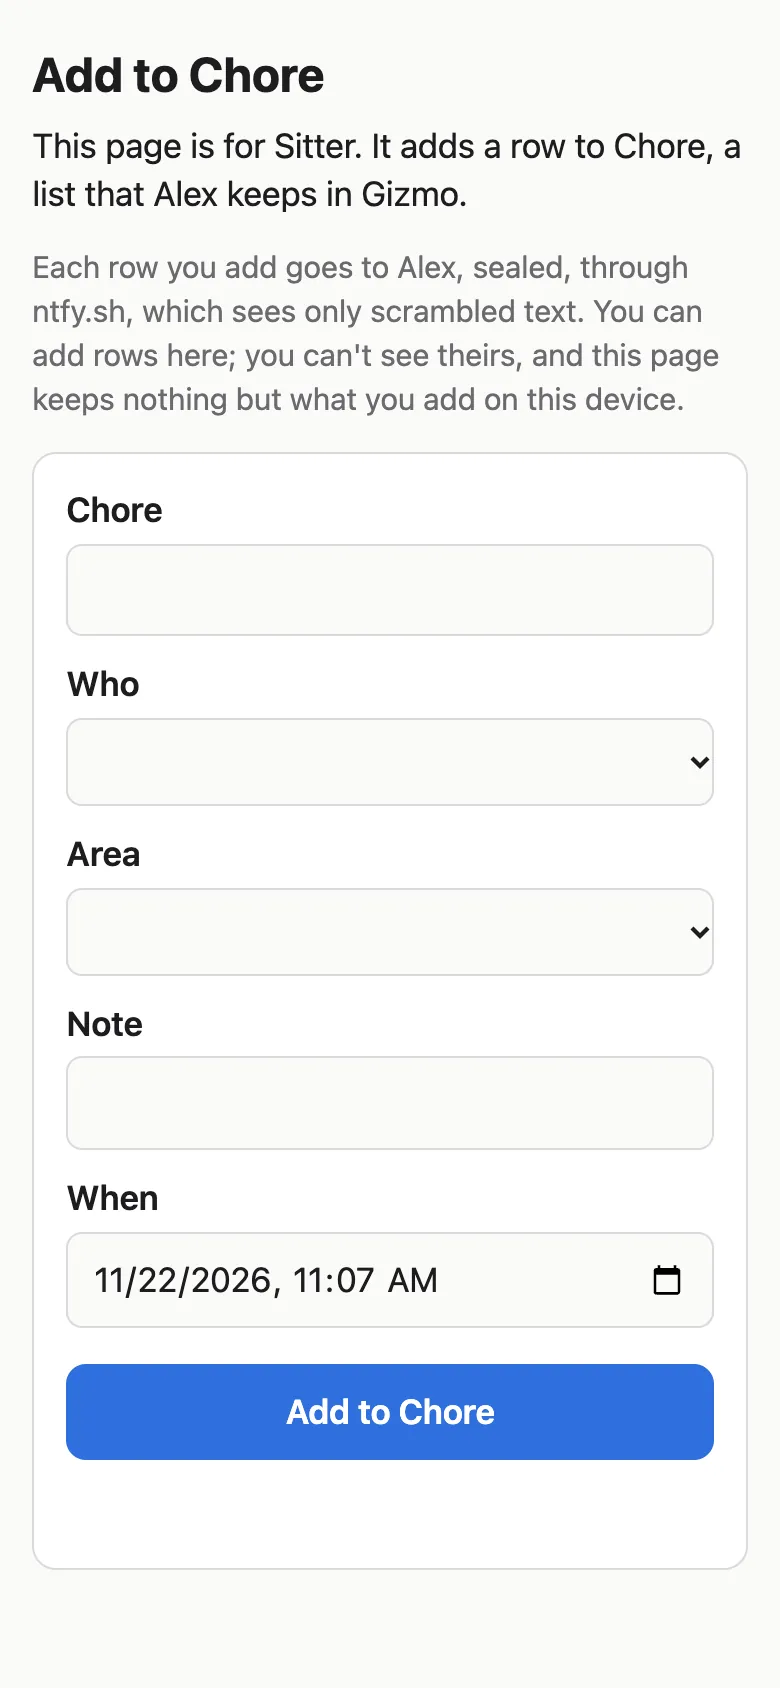 Add to Chore
This page is for Sitter. It adds a row to Chore, a
list that Alex keeps in Gizmo.
Each row you add goes to Alex, sealed, through
ntfy.sh, which sees only scrambled text. You can
add rows here; you can't see theirs, and this page
keeps nothing but what you add on this device.
Chore
Who
Area
Note
When
11/22/2026, 11:07 AM
Add to Chore